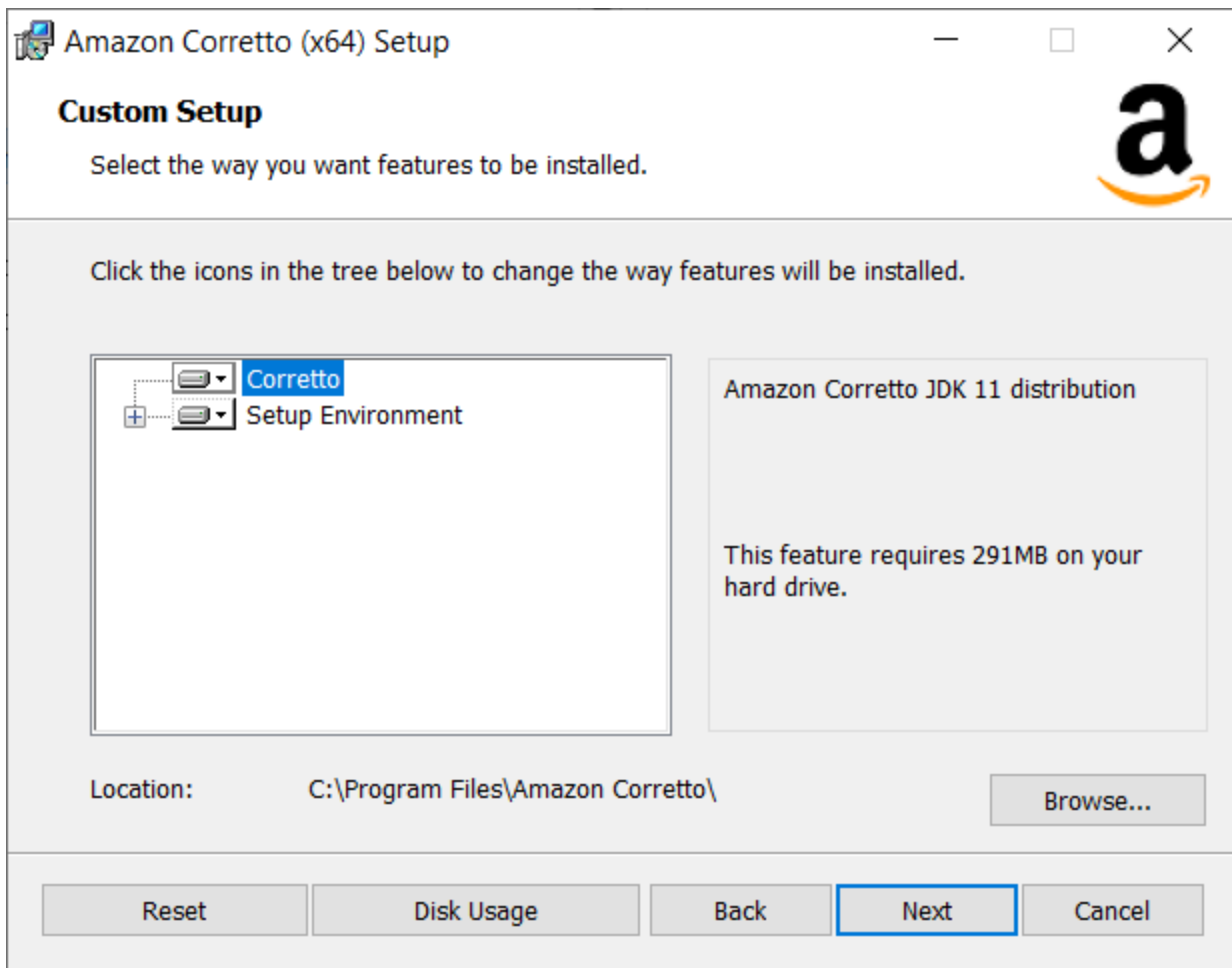 Amazon Corretto (x64) Setup
Custom Setup
Select the way you want features to be installed.
Click the icons in the tree below to change the way features will be installed.
Corretto
Setup Environment
Amazon Corretto JDK 11 distribution
This feature requires 291MB on your
hard drive.
Location: C:\Program Files\Amazon Corretto\
Browse...
Reset Disk Usage Back Next Cancel